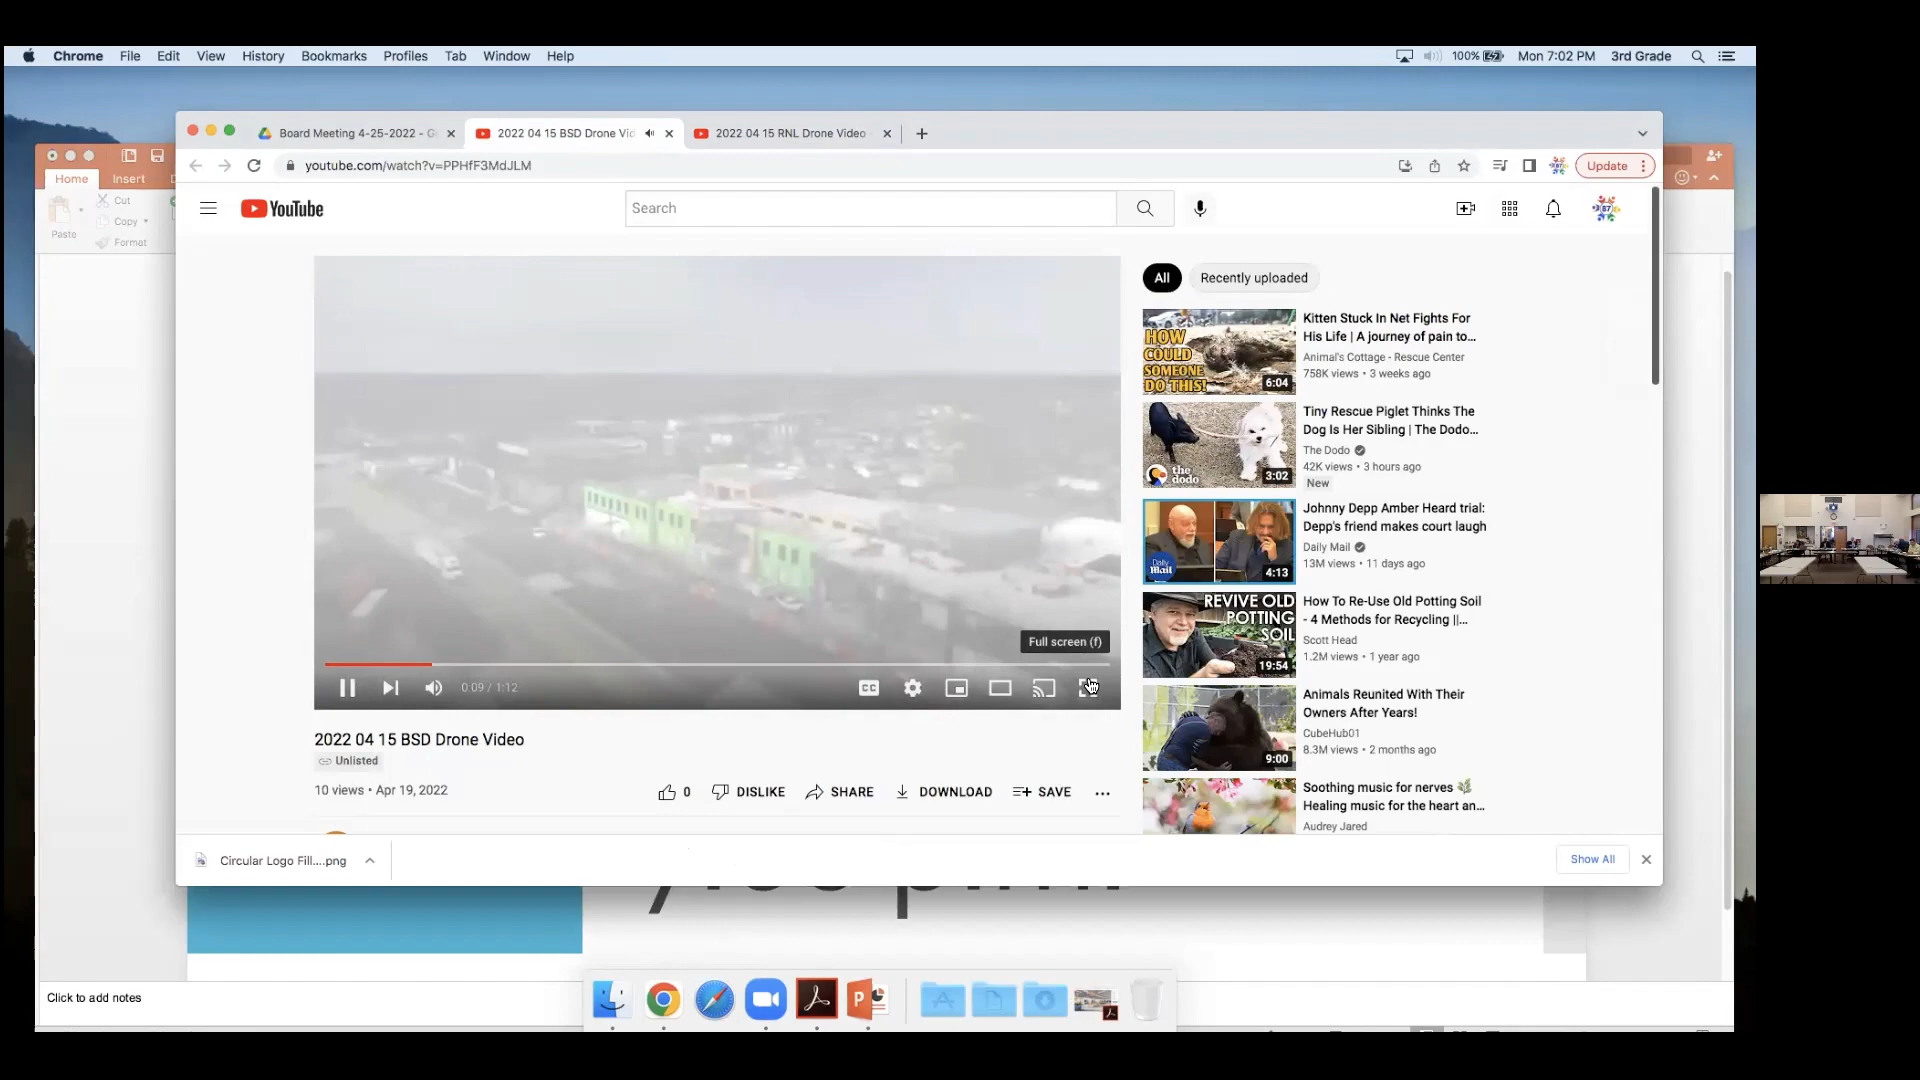 Chrome File Edit View History Bookmarks Profiles Tab Window Help
100% Mon 7:02 PM 3rd Grade
Board Meeting 4-25-2022 - G
2022 04 15 BSD Drone Vid
2022 04 15 RNL Drone Video
youtube.com/watch?v=PPHfF3MdJLM
Update
Home Insert
Cut
Copy
Paste
Format
YouTube
Search
All
Recently uploaded
Full screen (f)
0:09 / 1:12
CC
2022 04 15 BSD Drone Video
Unlisted
10 views • Apr 19, 2022
0 DISLIKE SHARE DOWNLOAD SAVE
HOW
COULD
SOMEONE
DO THIS!
6:04
Kitten Stuck In Net Fights For
His Life | A journey of pain to...
Animal's Cottage - Rescue Center
758K views • 3 weeks ago
the
dodo
3:02
Tiny Rescue Piglet Thinks The
Dog Is Her Sibling | The Dodo...
The Dodo
42K views • 3 hours ago
New
Daily
Mail
4:13
Johnny Depp Amber Heard trial:
Depp's friend makes court laugh
Daily Mail
13M views • 11 days ago
REVIVE OLD
POTTING
SOIL
19:54
How To Re-Use Old Potting Soil
- 4 Methods for Recycling ||...
Scott Head
1.2M views • 1 year ago
9:00
Animals Reunited With Their
Owners After Years!
CubeHub01
8.3M views • 2 months ago
Soothing music for nerves 🌿
Healing music for the heart an...
Audrey Jared
Circular Logo Fill....png
Show All
Click to add notes